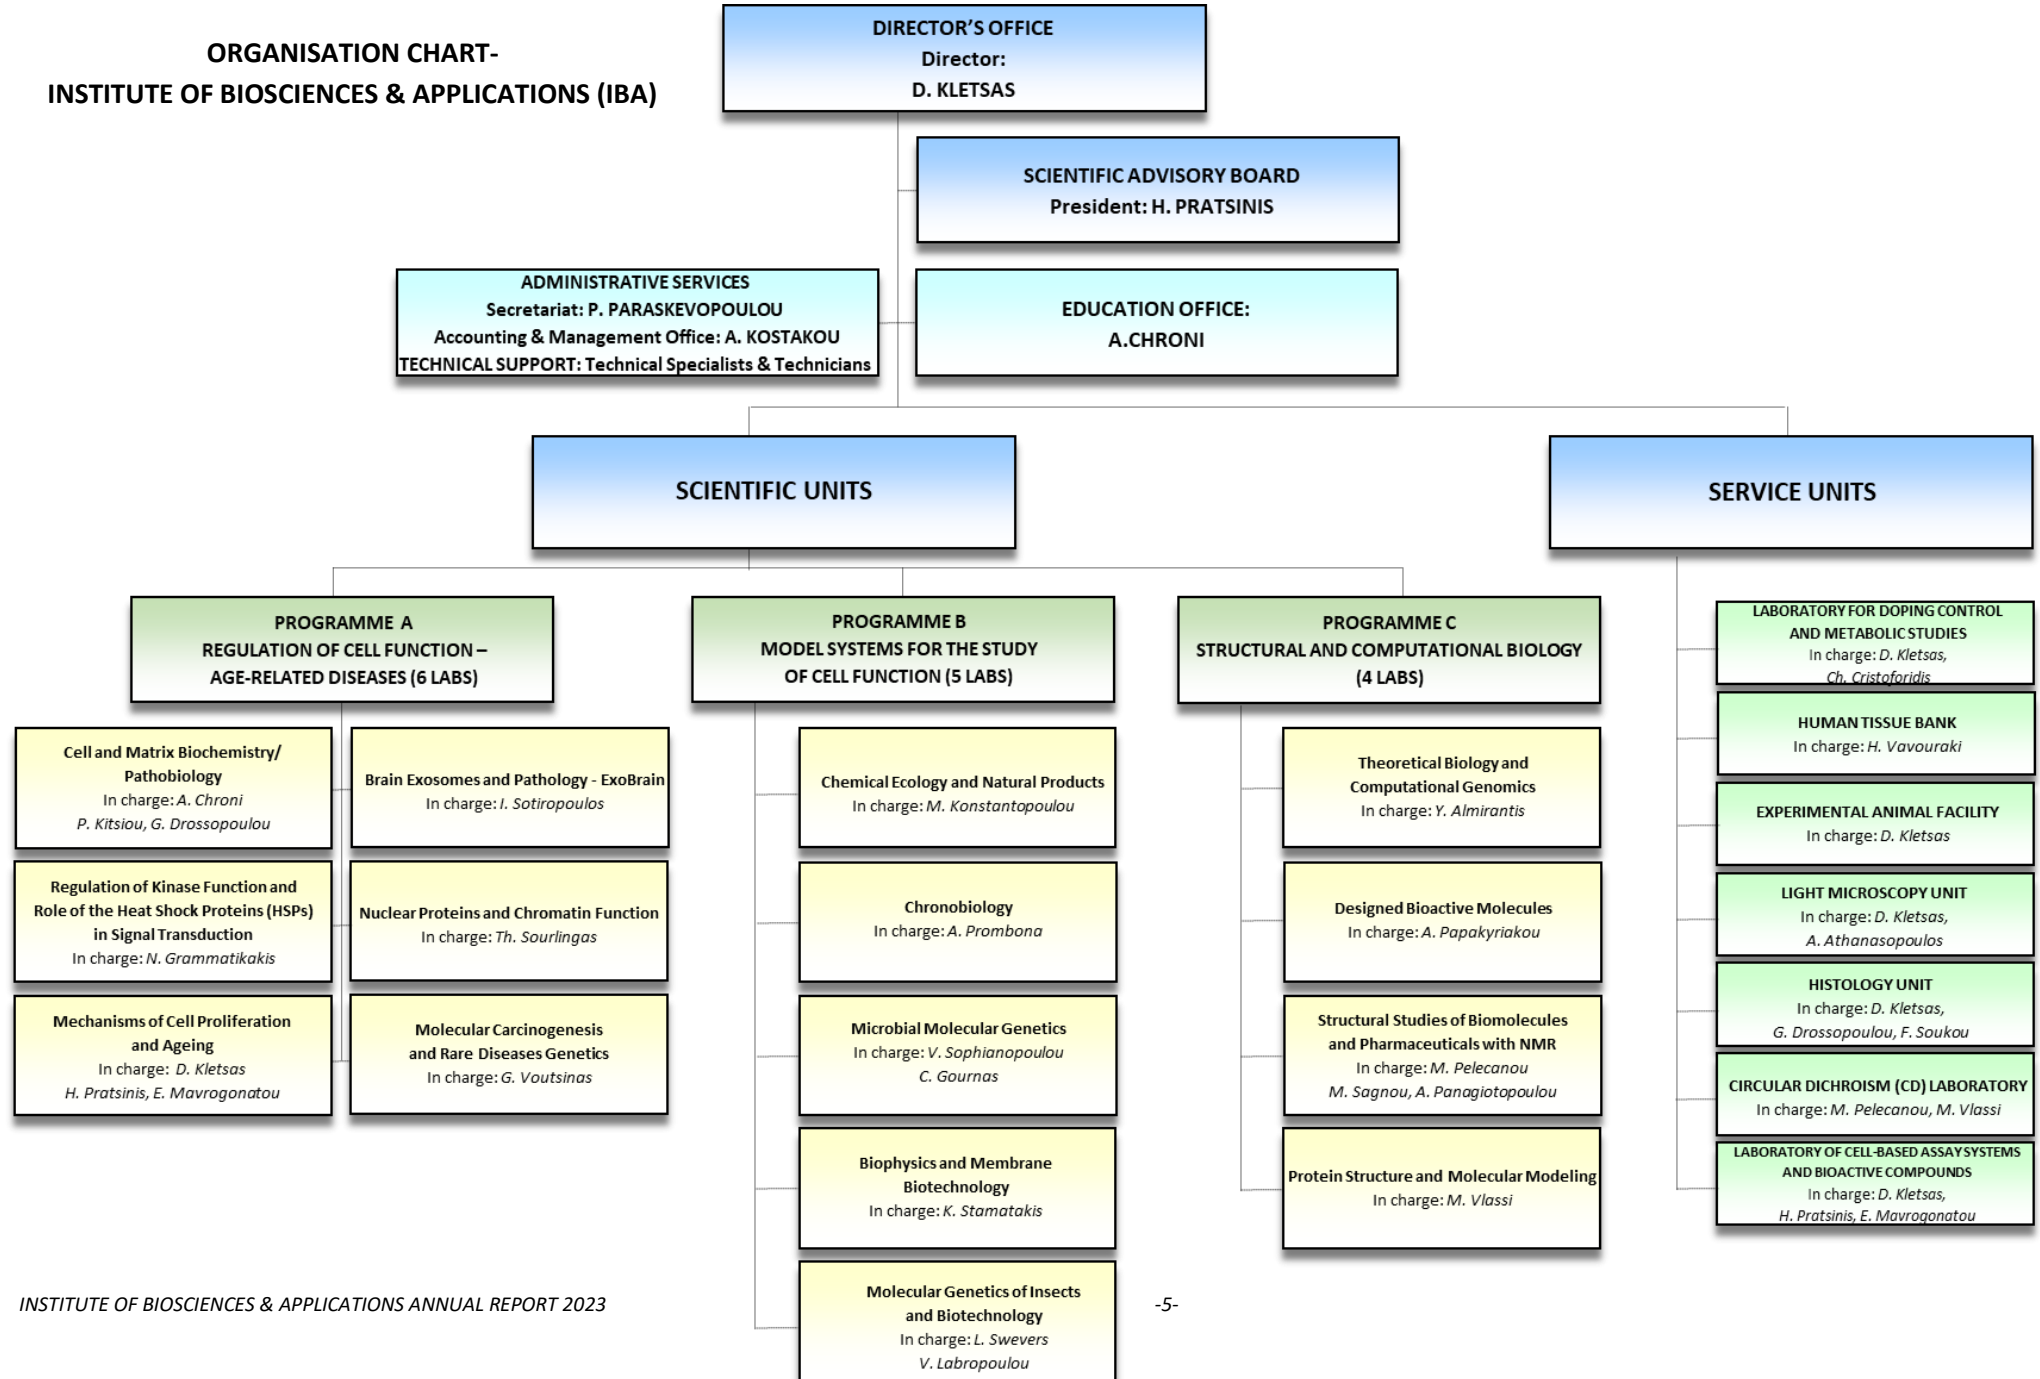 ORGANISATION CHART-
INSTITUTE OF BIOSCIENCES & APPLICATIONS (IBA)
DIRECTOR'S OFFICE
Director:
D. KLETSAS
SCIENTIFIC ADVISORY BOARD
President: H. PRATSINIS
ADMINISTRATIVE SERVICES
Secretariat: P. PARASKEVOPOULOU
Accounting & Management Office: A. KOSTAKOU
TECHNICAL SUPPORT: Technical Specialists & Technicians
EDUCATION OFFICE:
A.CHRONI
SCIENTIFIC UNITS
SERVICE UNITS
PROGRAMME A
REGULATION OF CELL FUNCTION –
AGE-RELATED DISEASES (6 LABS)
Cell and Matrix Biochemistry/
Pathobiology
In charge: A. Chroni
P. Kitsiou, G. Drossopoulou
Brain Exosomes and Pathology - ExoBrain
In charge: I. Sotiropoulos
Regulation of Kinase Function and
Role of the Heat Shock Proteins (HSPs)
in Signal Transduction
In charge: N. Grammatikakis
Nuclear Proteins and Chromatin Function
In charge: Th. Sourlingas
Mechanisms of Cell Proliferation
and Ageing
In charge: D. Kletsas
H. Pratsinis, E. Mavrogonatou
Molecular Carcinogenesis
and Rare Diseases Genetics
In charge: G. Voutsinas
PROGRAMME B
MODEL SYSTEMS FOR THE STUDY
OF CELL FUNCTION (5 LABS)
Chemical Ecology and Natural Products
In charge: M. Konstantopoulou
Chronobiology
In charge: A. Prombona
Microbial Molecular Genetics
In charge: V. Sophianopoulou
C. Gournas
Biophysics and Membrane
Biotechnology
In charge: K. Stamatakis
Molecular Genetics of Insects
and Biotechnology
In charge: L. Swevers
V. Labropoulou
PROGRAMME C
STRUCTURAL AND COMPUTATIONAL BIOLOGY
(4 LABS)
Theoretical Biology and
Computational Genomics
In charge: Y. Almirantis
Designed Bioactive Molecules
In charge: A. Papakyriakou
Structural Studies of Biomolecules
and Pharmaceuticals with NMR
In charge: M. Pelecanou
M. Sagnou, A. Panagiotopoulou
Protein Structure and Molecular Modeling
In charge: M. Vlassi
LABORATORY FOR DOPING CONTROL
AND METABOLIC STUDIES
In charge: D. Kletsas,
Ch. Cristoforidis
HUMAN TISSUE BANK
In charge: H. Vavouraki
EXPERIMENTAL ANIMAL FACILITY
In charge: D. Kletsas
LIGHT MICROSCOPY UNIT
In charge: D. Kletsas,
A. Athanasopoulos
HISTOLOGY UNIT
In charge: D. Kletsas,
G. Drossopoulou, F. Soukou
CIRCULAR DICHROISM (CD) LABORATORY
In charge: M. Pelecanou, M. Vlassi
LABORATORY OF CELL-BASED ASSAY SYSTEMS
AND BIOACTIVE COMPOUNDS
In charge: D. Kletsas,
H. Pratsinis, E. Mavrogonatou
INSTITUTE OF BIOSCIENCES & APPLICATIONS ANNUAL REPORT 2023
-5-